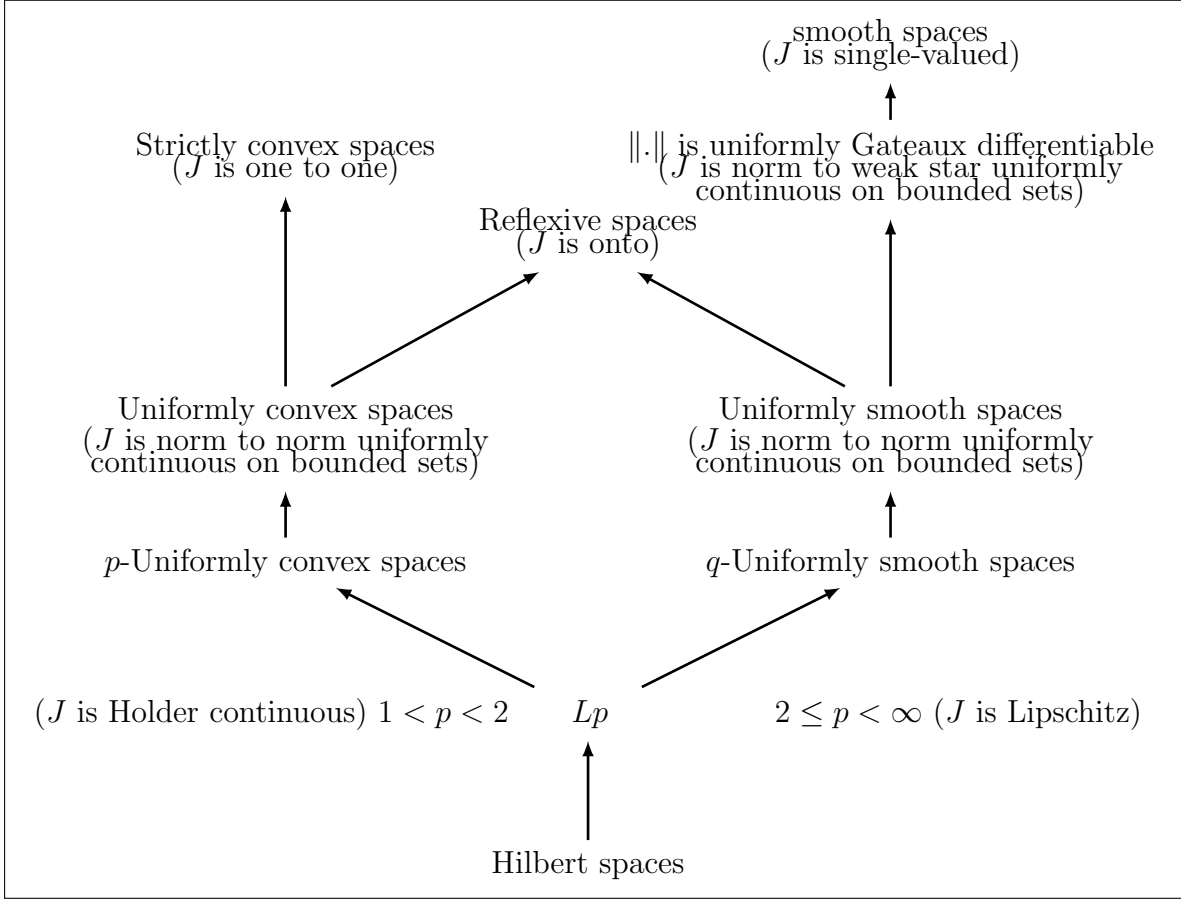 smooth spaces
(J is single-valued)
Strictly convex spaces
(J is one to one)
‖.‖ is uniformly Gateaux differentiable
(J is norm to weak star uniformly
continuous on bounded sets)
Reflexive spaces
(J is onto)
Uniformly convex spaces
(J is norm to norm uniformly
continuous on bounded sets)
Uniformly smooth spaces
(J is norm to norm uniformly
continuous on bounded sets)
p-Uniformly convex spaces
q-Uniformly smooth spaces
(J is Holder continuous) 1 < p < 2
Lp
2 ≤ p < ∞ (J is Lipschitz)
Hilbert spaces